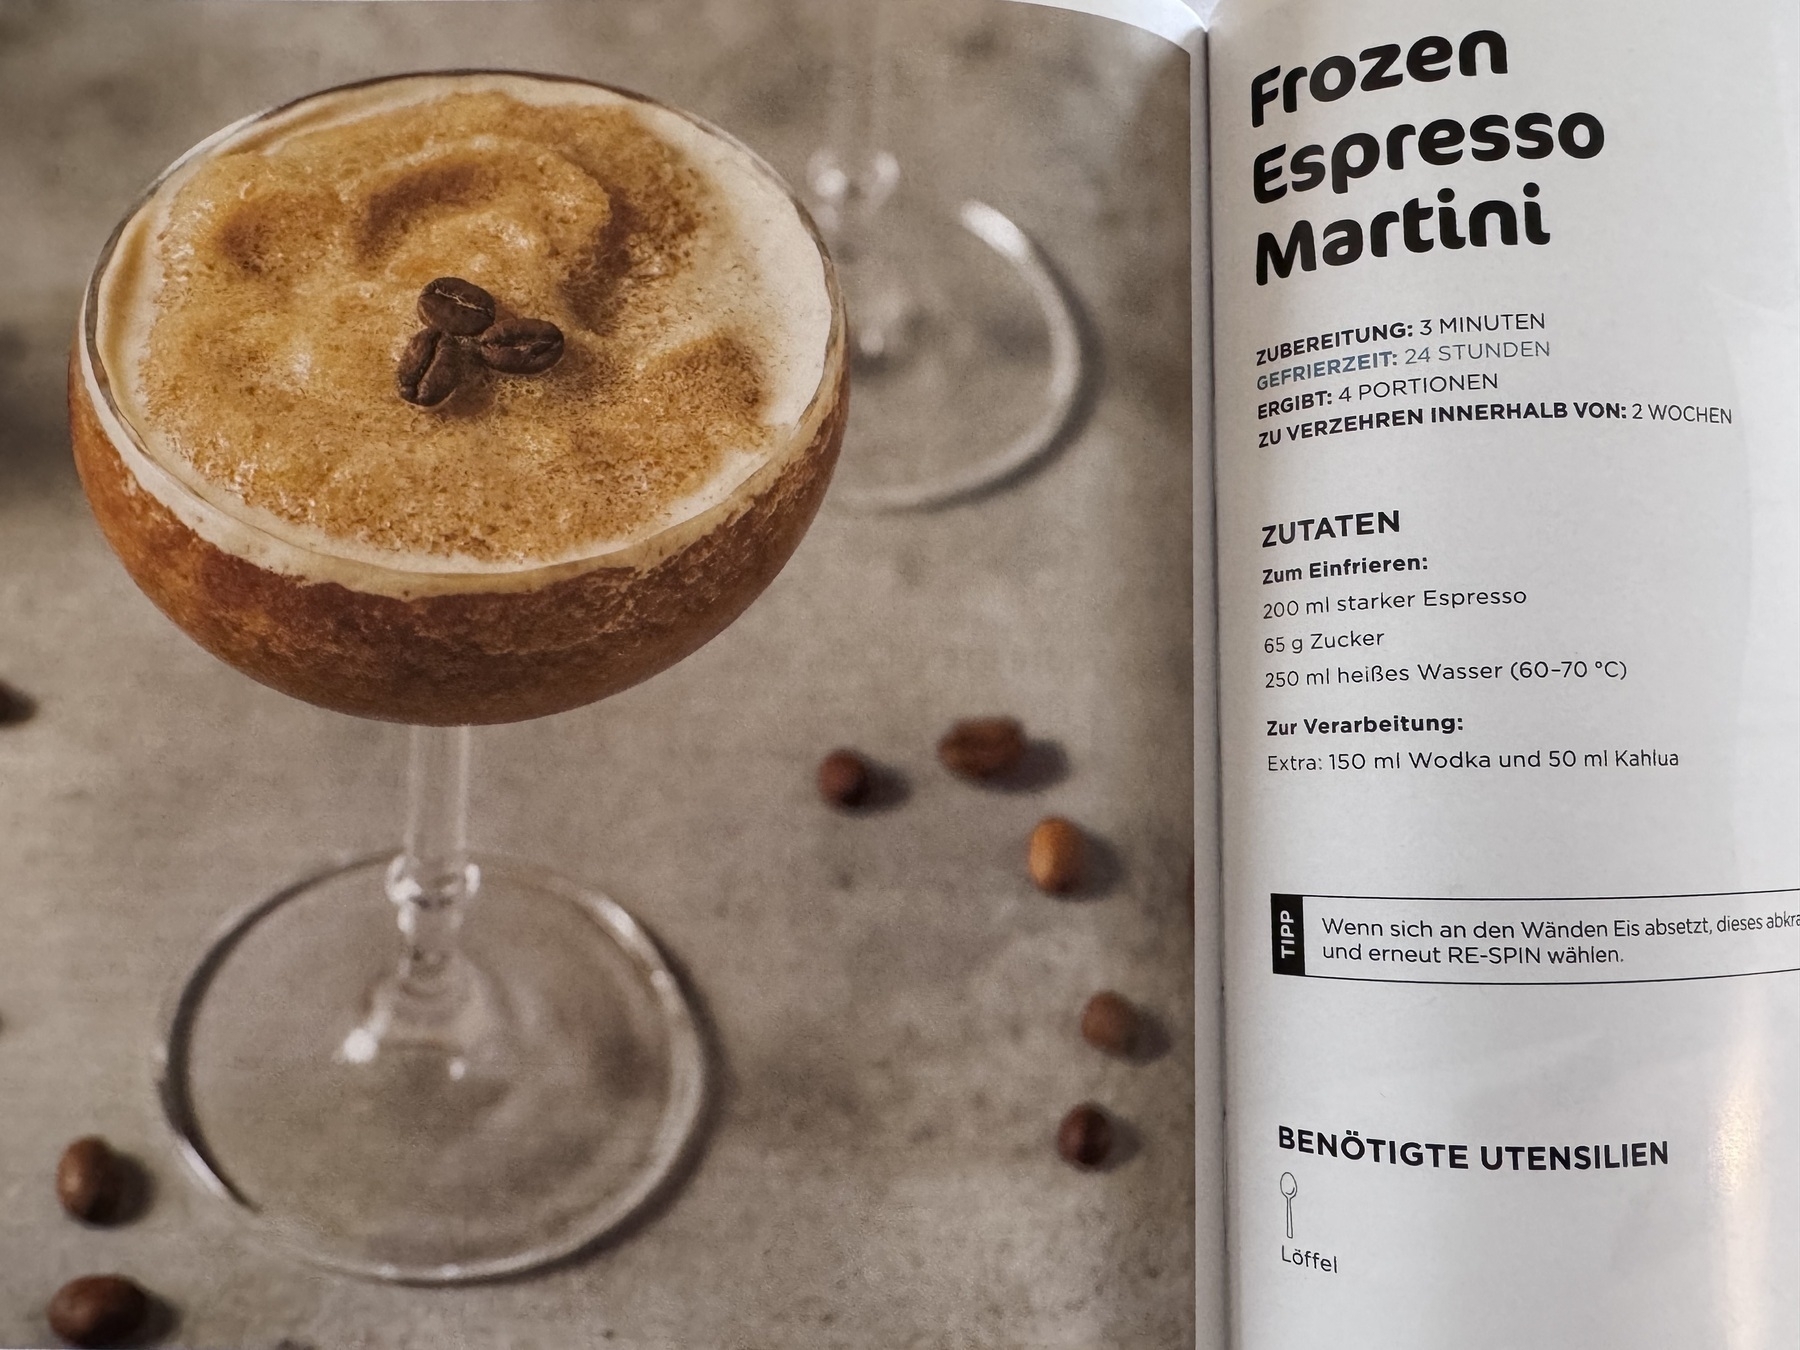 Frozen
Espresso
Martini
ZUBEREITUNG: 3 MINUTEN
GEFRIERZEIT: 24 STUNDEN
ERGIBT: 4 PORTIONEN
ZU VERZEHREN INNERHALB VON: 2 WOCHEN
ZUTATEN
Zum Einfrieren:
200 ml starker Espresso
65 g Zucker
250 ml heißes Wasser (60–70 °C)
Zur Verarbeitung:
Extra: 150 ml Wodka und 50 ml Kahlua
TIPP
Wenn sich an den Wänden Eis absetzt, dieses
und erneut RE-SPIN wählen.
BENÖTIGTE UTENSILIEN
Löffel